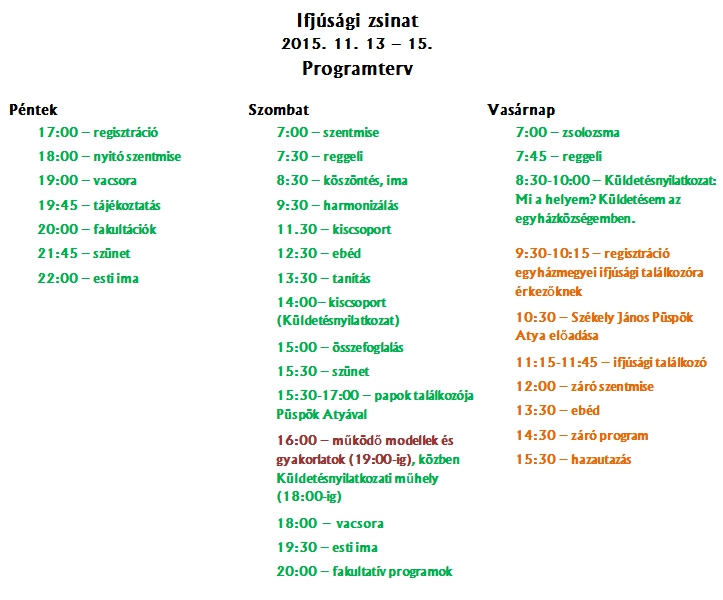 Ifjúsági zsinat
2015. 11. 13 – 15.
Programterv
Péntek
17:00 – regisztráció
18:00 – nyitó szentmise
19:00 – vacsora
19:45 – tájékoztatás
20:00 – fakultációk
21:45 – szünet
22:00 – esti ima
Szombat
7:00 – szentmise
7:30 – reggeli
8:30 – köszöntés, ima
9:30 – harmonizálás
11.30 – kiscsoport
12:30 – ebéd
13:30 – tanítás
14:00– kiscsoport
(Küldetésnyilatkozat)
15:00 – összefoglalás
15:30 – szünet
15:30-17:00 – papok találkozója
Püspök Atyával
16:00 – működő modellek és
gyakorlatok (19:00-ig), közben
Küldetésnyilatkozati műhely
(18:00-ig)
18:00 – vacsora
19:30 – esti ima
20:00 – fakultatív programok
Vasárnap
7:00 – zsolozsma
7:45 – reggeli
8:30-10:00 – Küldetésnyilatkozat:
Mi a helyem? Küldetésem az
egyházközségemben.
9:30-10:15 – regisztráció
egyházmegyei ifjúsági találkozóra
érkezőknek
10:30 – Székely János Püspök
Atya előadása
11:15-11:45 – ifjúsági találkozó
12:00 – záró szentmise
13:30 – ebéd
14:30 – záró program
15:30 – hazautazás